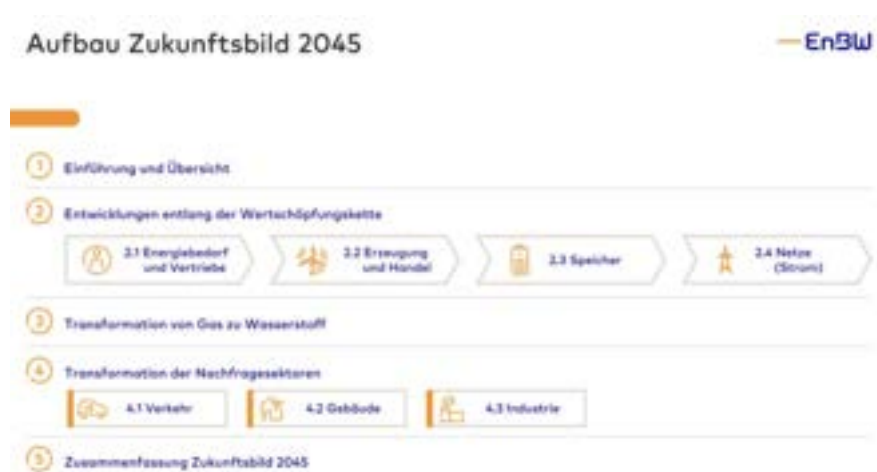 Aufbau Zukunftsbild 2045
EnBW
1 Einführung und Übersicht
2 Entwicklungen entlang der Wertschöpfungskette
2.1 Energiebedarf
und Vertriebe
2.2 Erzeugung
und Handel
2.3 Speicher
2.4 Netze
(Strom)
3 Transformation von Gas zu Wasserstoff
4 Transformation der Nachfragesektoren
4.1 Verkehr
4.2 Gebäude
4.3 Industrie
5 Zusammenfassung Zukunftsbild 2045